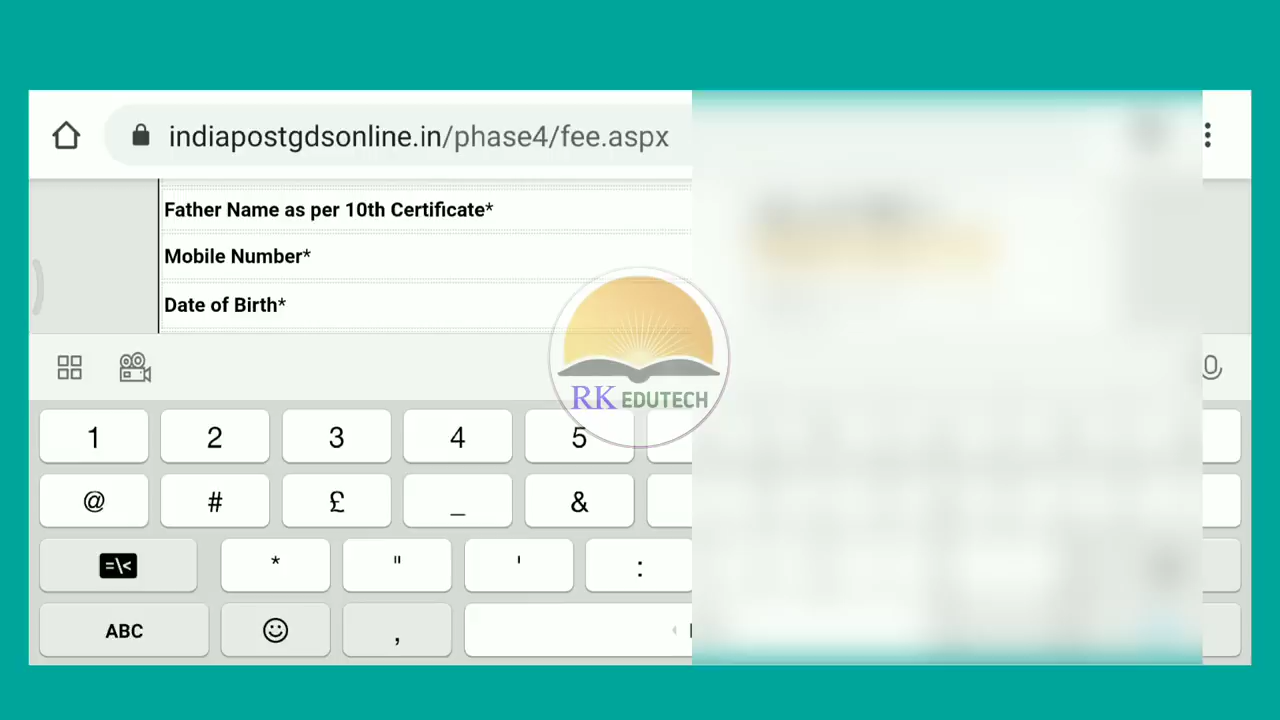 indiapostgdsonline.in/phase4/fee.aspx
Father Name as per 10th Certificate*
Mobile Number*
Date of Birth*
RK EDUTECH
1 2 3 4 5
@ # £ _ &
=\< * " ' :
ABC ,